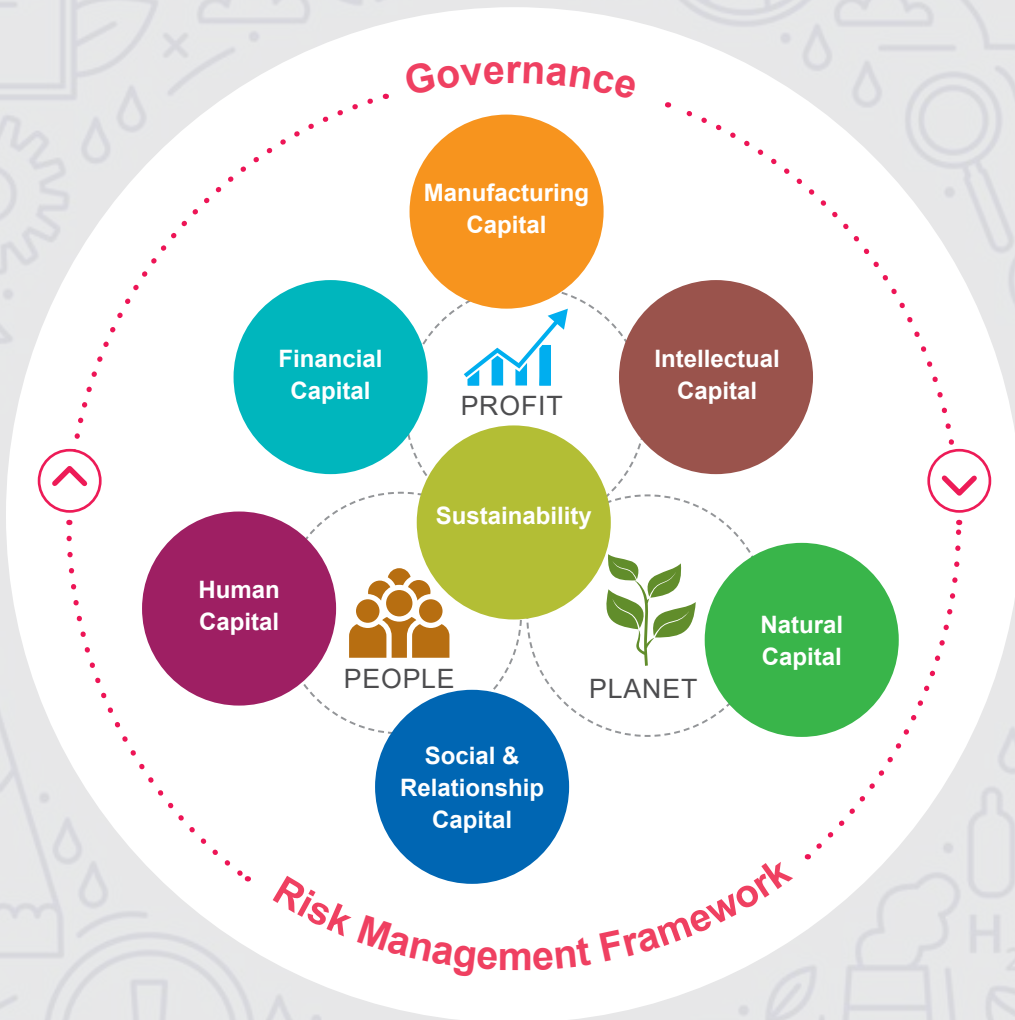 Governance
Manufacturing
Capital
Financial
Capital
Intellectual
Capital
PROFIT
Sustainability
Human
Capital
PEOPLE
PLANET
Natural
Capital
Social &
Relationship
Capital
Risk Management Framework
H